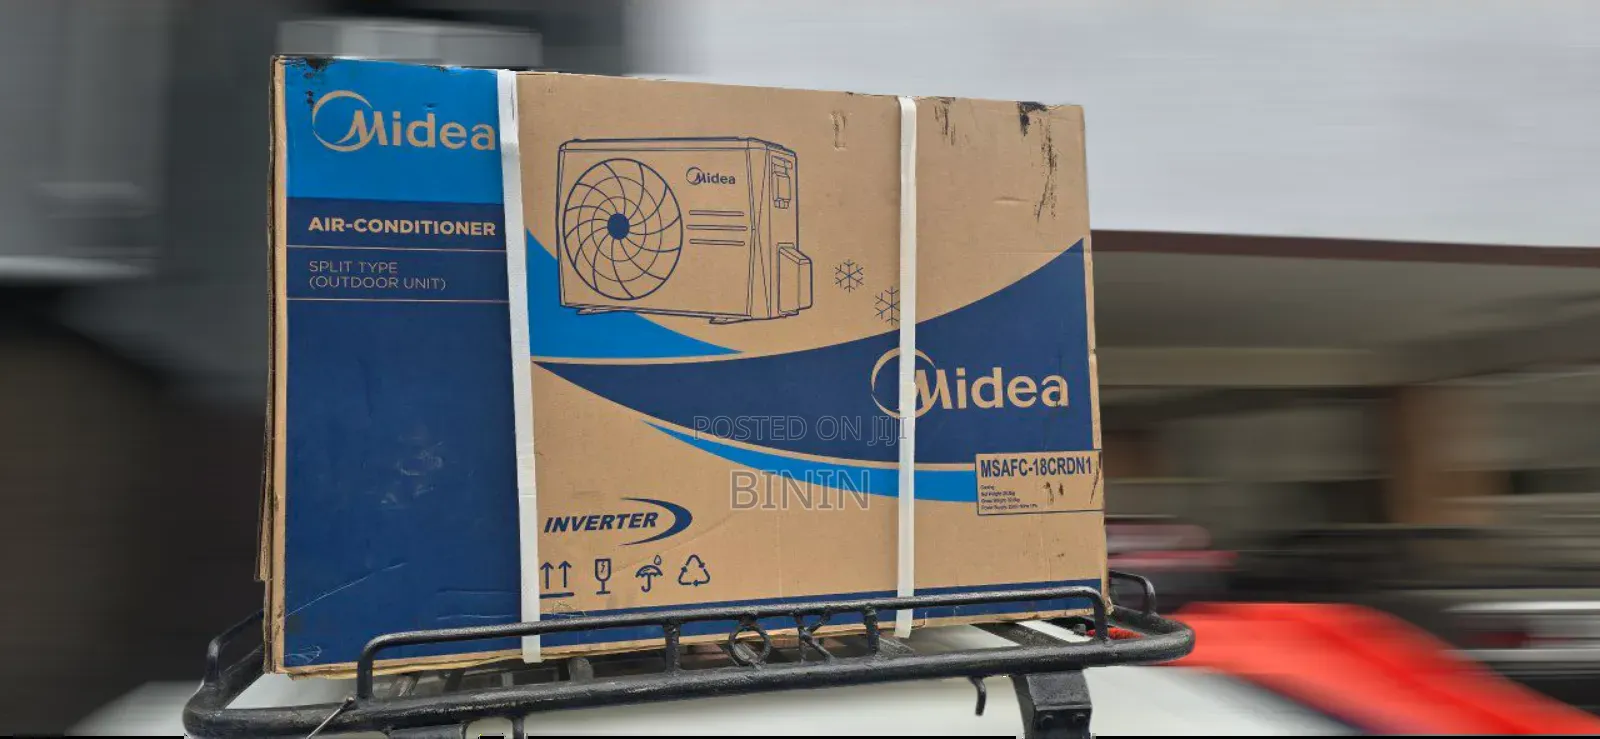 Midea
AIR-CONDITIONER
SPLIT TYPE
(OUTDOOR UNIT)
Midea
Midea
POSTED ON JIJI
BININ
MSAFC-18CRDN1
INVERTER